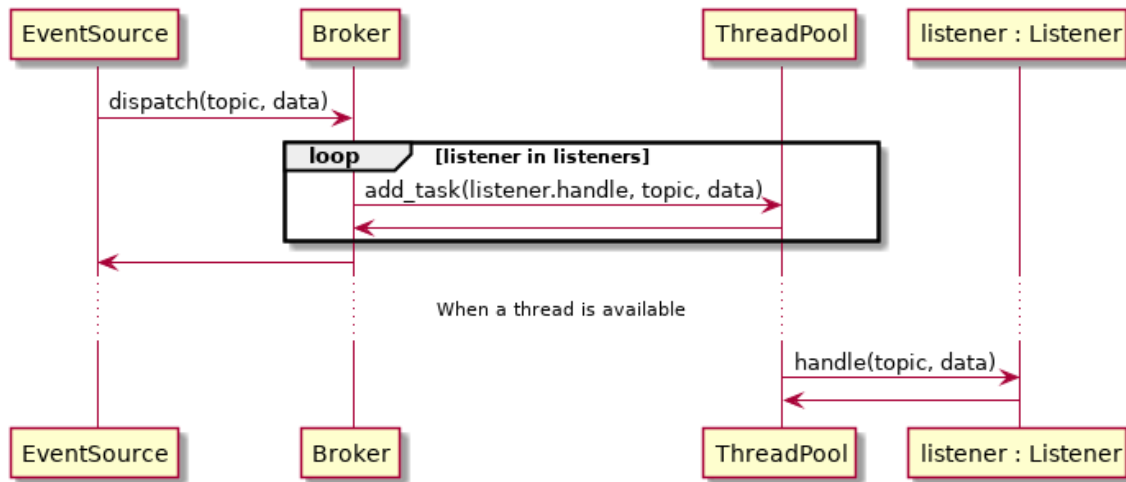 EventSource
Broker
ThreadPool
listener : Listener
dispatch(topic, data)
loop
[listener in listeners]
add_task(listener.handle, topic, data)
When a thread is available
handle(topic, data)
EventSource
Broker
ThreadPool
listener : Listener